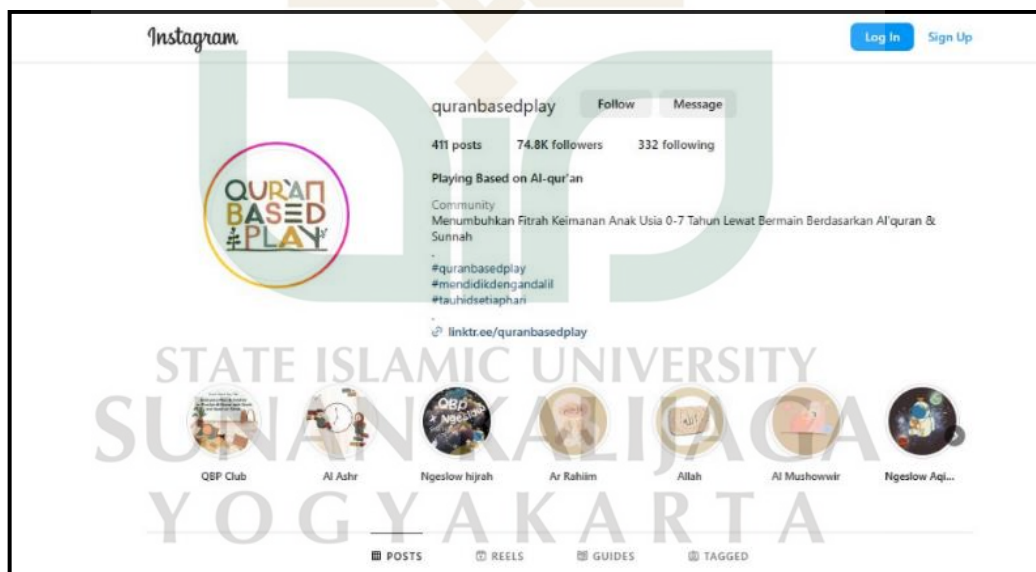 Instagram
Log In Sign Up
quranbasedplay Follow Message
411 posts 74.8K followers 332 following
QUR'AN
BASED
PLAY
Playing Based on Al-qur'an
Community
Menumbuhkan Fitrah Keimanan Anak Usia 0-7 Tahun Lewat Bermain Berdasarkan Al'quran &
Sunnah
.
#quranbasedplay
#mendidikdengandalil
#tauhidsetiaphari
.
linktr.ee/quranbasedplay
STATE ISLAMIC UNIVERSITY
SUNAN KALIJAGA
YOGYAKARTA
QBP
Ngeslow
QBP Club Al Ashr Ngeslow hijrah Ar Rahiim Allah Al Mushowwir Ngeslow Aqi...
POSTS REELS GUIDES TAGGED